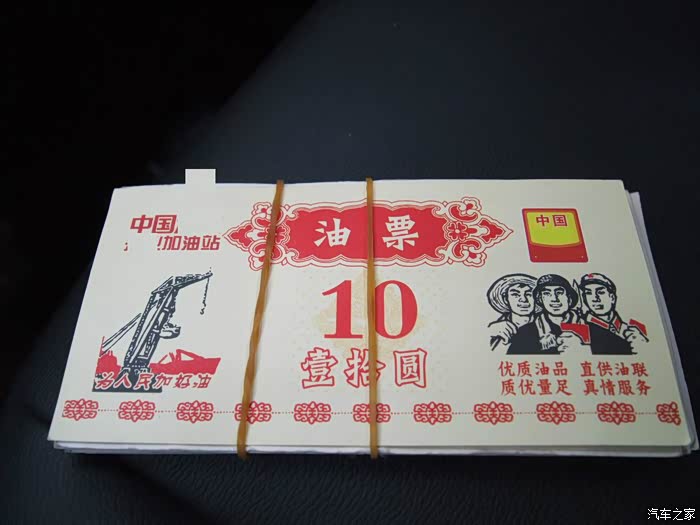 中国
加油站
油票
中国
10
壹拾圆
为人民加好油
优质油品 直供油联
质优量足 真情服务
汽车之家